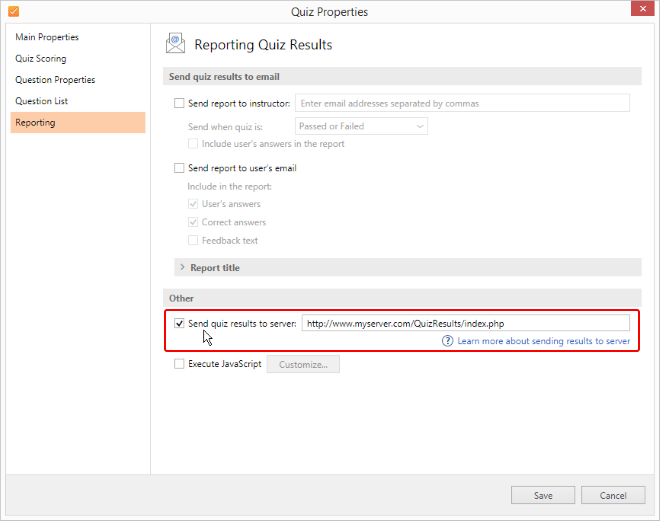 Quiz Properties
Main Properties
Quiz Scoring
Question Properties
Question List
Reporting
Reporting Quiz Results
Send quiz results to email
Send report to instructor: Enter email addresses separated by commas
Send when quiz is: Passed or Failed
Include user's answers in the report
Send report to user's email
Include in the report:
User's answers
Correct answers
Feedback text
Report title
Other
Send quiz results to server: http://www.myserver.com/QuizResults/index.php
? Learn more about sending results to server
Execute JavaScript Customize...
Save Cancel